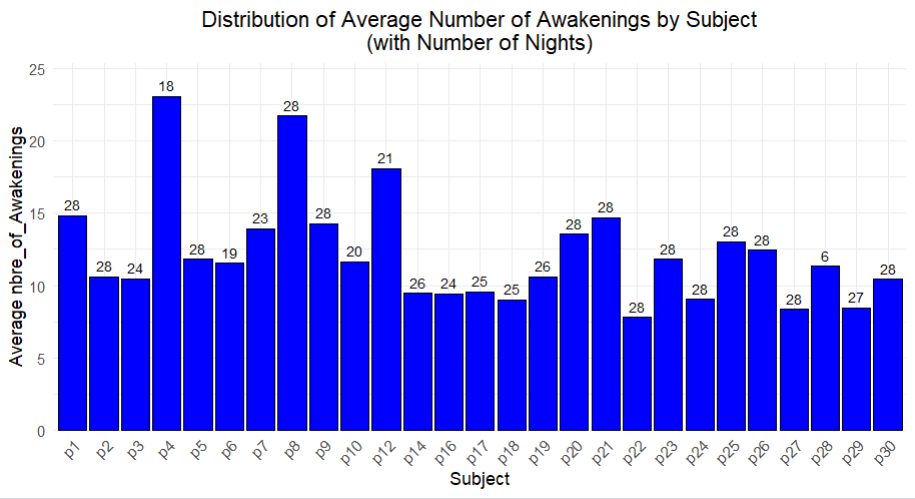 Distribution of Average Number of Awakenings by Subject
(with Number of Nights)
Average nbre_of_Awakenings
25
20
15
10
5
0
28
28
24
18
28
19
23
28
28
20
21
26
24
25
25
26
28
28
28
28
28
28
28
28
6
27
28
p1
p2
p3
p4
p5
p6
p7
p8
p9
p10
p12
p14
p16
p17
p18
p19
p20
p21
p22
p23
p24
p25
p26
p27
p28
p29
p30
Subject